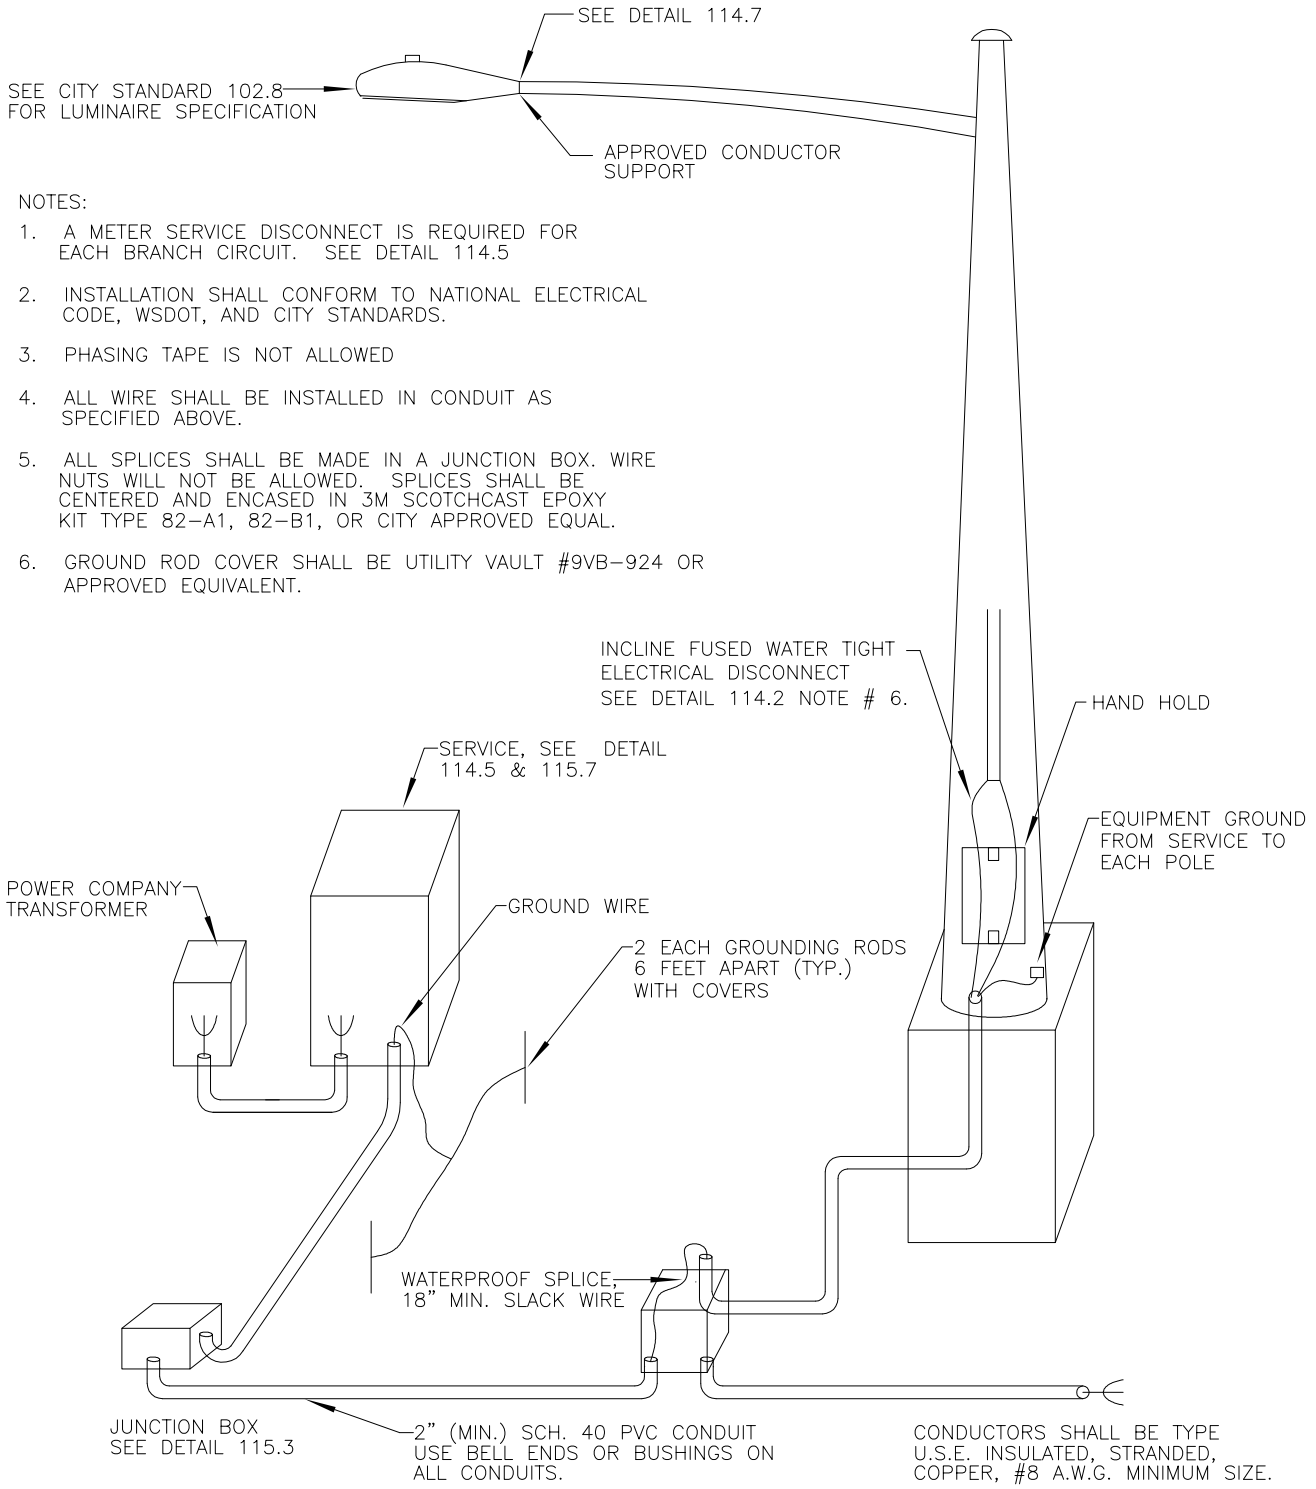 SEE DETAIL 114.7
SEE CITY STANDARD 102.8
FOR LUMINAIRE SPECIFICATION
APPROVED CONDUCTOR
SUPPORT
NOTES:
1. A METER SERVICE DISCONNECT IS REQUIRED FOR
EACH BRANCH CIRCUIT. SEE DETAIL 114.5
2. INSTALLATION SHALL CONFORM TO NATIONAL ELECTRICAL
CODE, WSDOT, AND CITY STANDARDS.
3. PHASING TAPE IS NOT ALLOWED
4. ALL WIRE SHALL BE INSTALLED IN CONDUIT AS
SPECIFIED ABOVE.
5. ALL SPLICES SHALL BE MADE IN A JUNCTION BOX. WIRE
NUTS WILL NOT BE ALLOWED. SPLICES SHALL BE
CENTERED AND ENCASED IN 3M SCOTCHCAST EPOXY
KIT TYPE 82-A1, 82-B1, OR CITY APPROVED EQUAL.
6. GROUND ROD COVER SHALL BE UTILITY VAULT #9VB-924 OR
APPROVED EQUIVALENT.
INCLINE FUSED WATER TIGHT
ELECTRICAL DISCONNECT
SEE DETAIL 114.2 NOTE # 6.
HAND HOLD
SERVICE, SEE DETAIL
114.5 & 115.7
EQUIPMENT GROUND
FROM SERVICE TO
EACH POLE
POWER COMPANY
TRANSFORMER
GROUND WIRE
2 EACH GROUNDING RODS
6 FEET APART (TYP.)
WITH COVERS
WATERPROOF SPLICE,
18" MIN. SLACK WIRE
JUNCTION BOX
SEE DETAIL 115.3
2" (MIN.) SCH. 40 PVC CONDUIT
USE BELL ENDS OR BUSHINGS ON
ALL CONDUITS.
CONDUCTORS SHALL BE TYPE
U.S.E. INSULATED, STRANDED,
COPPER, #8 A.W.G. MINIMUM SIZE.